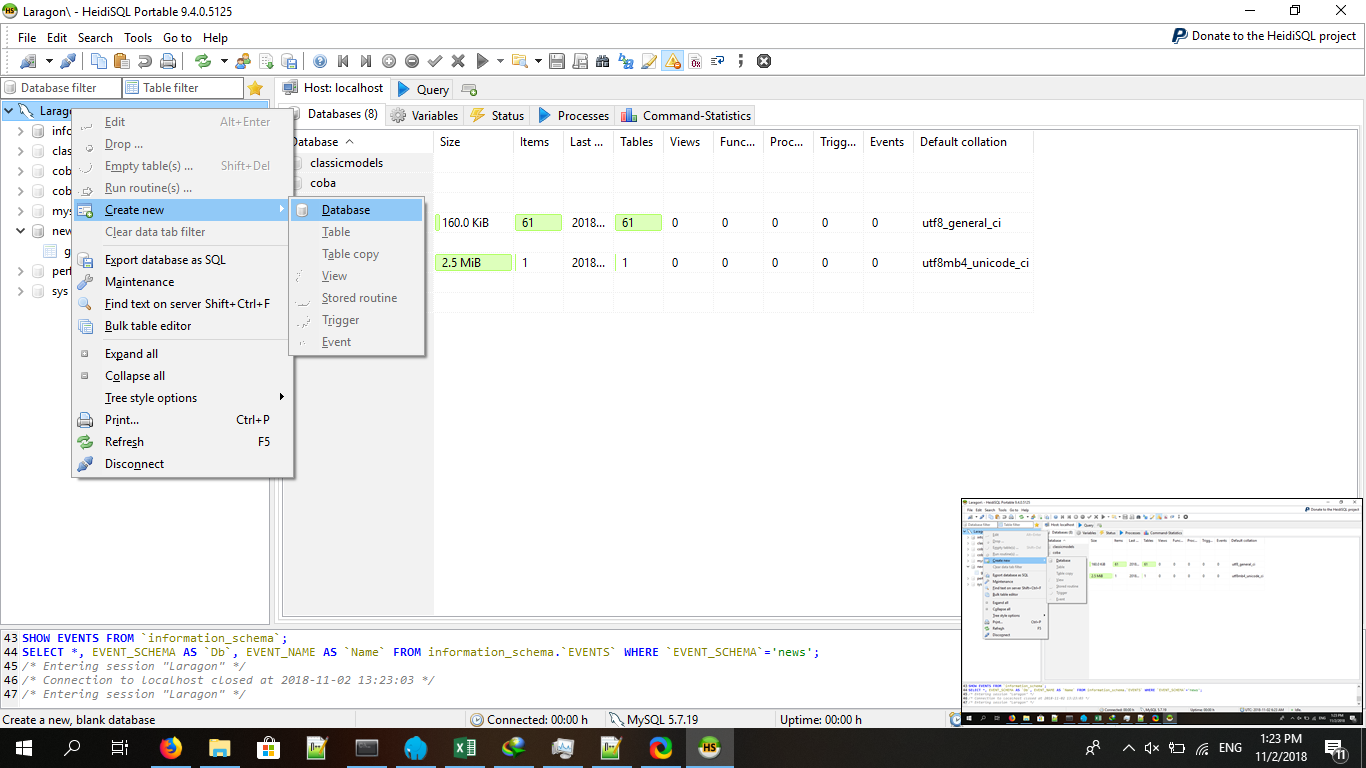 Laragon\ - HeidiSQL Portable 9.4.0.5125
File Edit Search Tools Go to Help
Donate to the HeidiSQL project
Database filter Table filter
Host: localhost Query
Databases (8) Variables Status Processes Command-Statistics
Database Size Items Last ... Tables Views Func... Proc... Trigg... Events Default collation
classicmodels
coba
160.0 KiB 61 2018... 61 0 0 0 0 0 utf8_general_ci
2.5 MiB 1 2018... 1 0 0 0 0 0 utf8mb4_unicode_ci
Larago
info
clas
cob
cob
mys
new
g
perf
sys
Edit Alt+Enter
Drop ...
Empty table(s) ... Shift+Del
Run routine(s) ...
Create new
Clear data tab filter
Export database as SQL
Maintenance
Find text on server Shift+Ctrl+F
Bulk table editor
Expand all
Collapse all
Tree style options
Print... Ctrl+P
Refresh F5
Disconnect
Database
Table
Table copy
View
Stored routine
Trigger
Event
43 SHOW EVENTS FROM `information_schema`;
44 SELECT *, EVENT_SCHEMA AS `Db`, EVENT_NAME AS `Name` FROM information_schema.`EVENTS` WHERE `EVENT_SCHEMA`='news';
45 /* Entering session "Laragon" */
46 /* Connection to localhost closed at 2018-11-02 13:23:03 */
47 /* Entering session "Laragon" */
Create a new, blank database Connected: 00:00 h MySQL 5.7.19 Uptime: 00:00 h
HS ENG 1:23 PM
11/2/2018 11